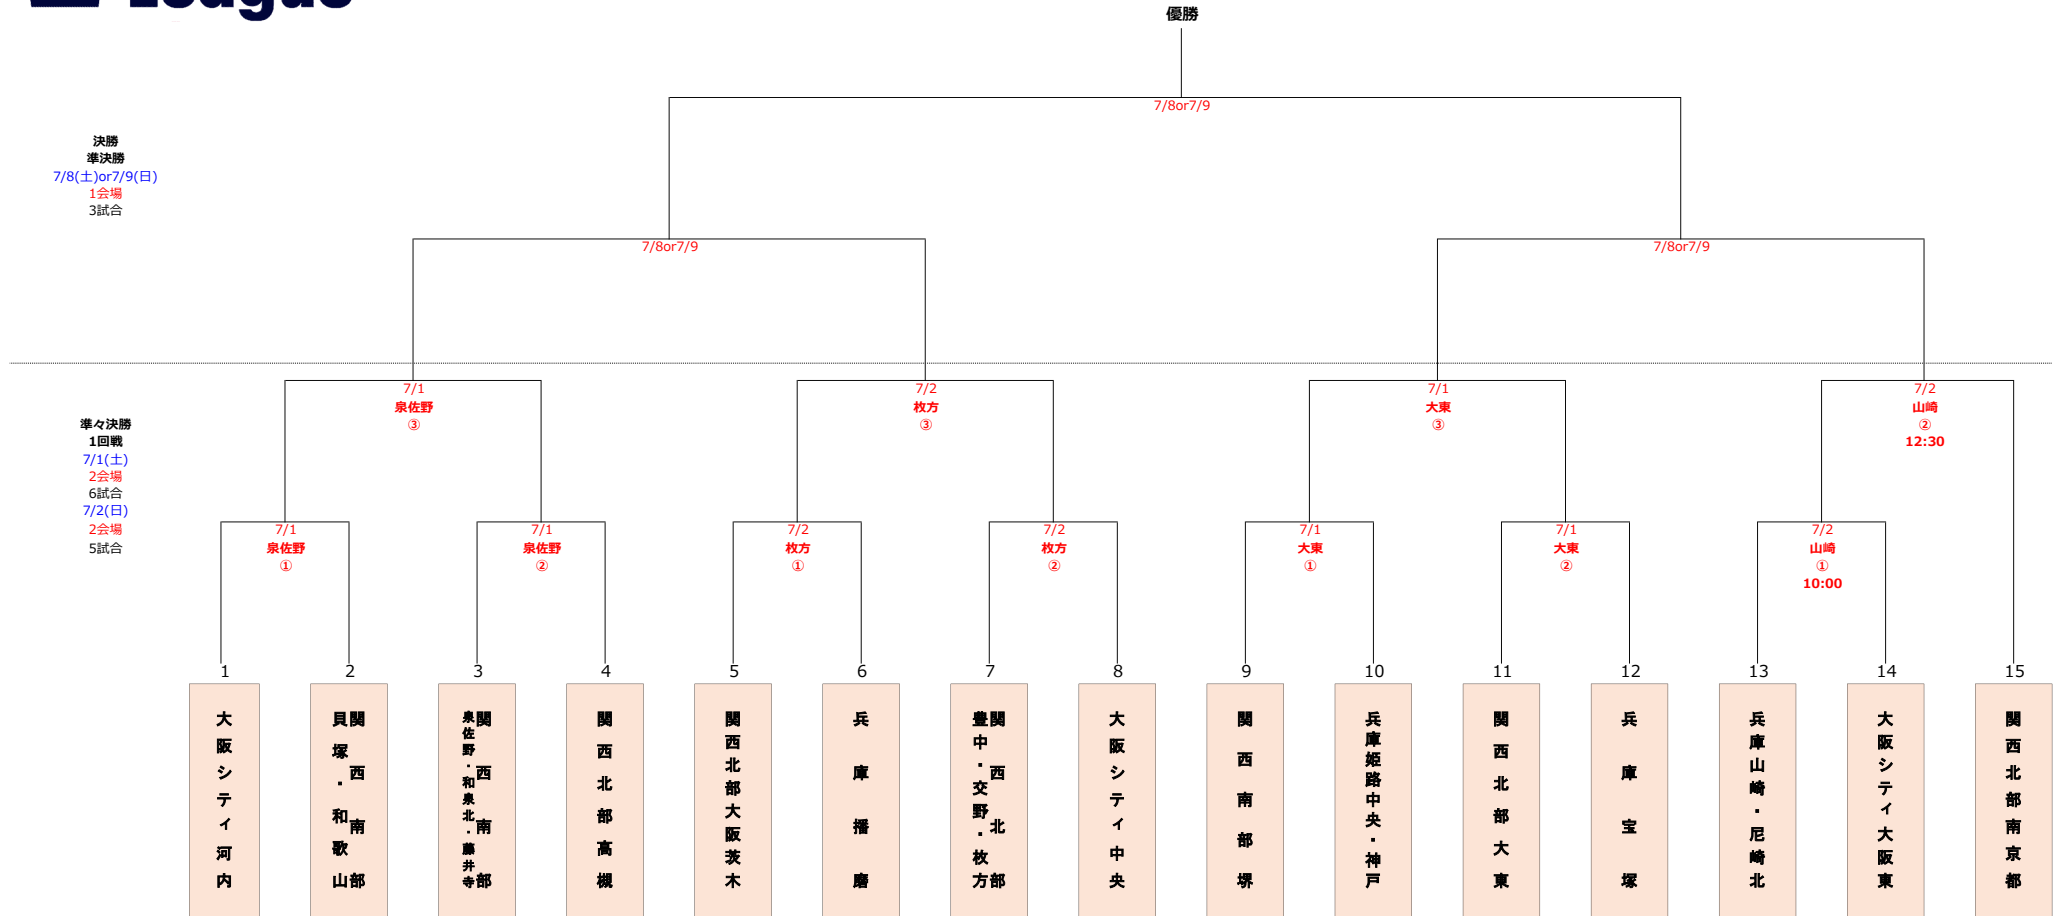 League
優勝
7/8or7/9
決勝
準決勝
7/8(土)or7/9(日)
1会場
3試合
7/8or7/9
7/8or7/9
7/1
泉佐野
③
7/2
枚方
③
7/1
大東
③
7/2
山崎
②
12:30
準々決勝
1回戦
7/1(土)
2会場
6試合
7/2(日)
2会場
5試合
7/1
泉佐野
①
7/1
泉佐野
②
7/2
枚方
①
7/2
枚方
②
7/1
大東
①
7/1
大東
②
7/2
山崎
①
10:00
1
2
3
4
5
6
7
8
9
10
11
12
13
14
15
大阪シティ河内
関西南部
貝塚・和歌山
関西南部
泉佐野・和泉北・藤井寺
関西北部高槻
関西北部大阪茨木
兵庫播磨
関西北部
豊中・交野・枚方
大阪シティ中央
関西南部堺
兵庫姫路中央・神戸
関西北部大東
兵庫宝塚
兵庫山崎・尼崎北
大阪シティ大阪東
関西北部南京都